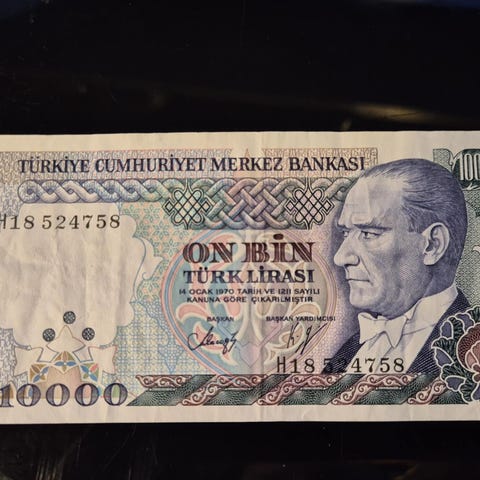 TÜRKİYE CUMHURİYET MERKEZ BANKASI
H18 524758
ON BİN
TÜRK LİRASI
14 OCAK 1970 TARİH VE 1211 SAYILI
KANUNA GÖRE ÇIKARILMIŞTIR
BAŞKAN BAŞKAN YARDIMCISI
H18 524758
10000